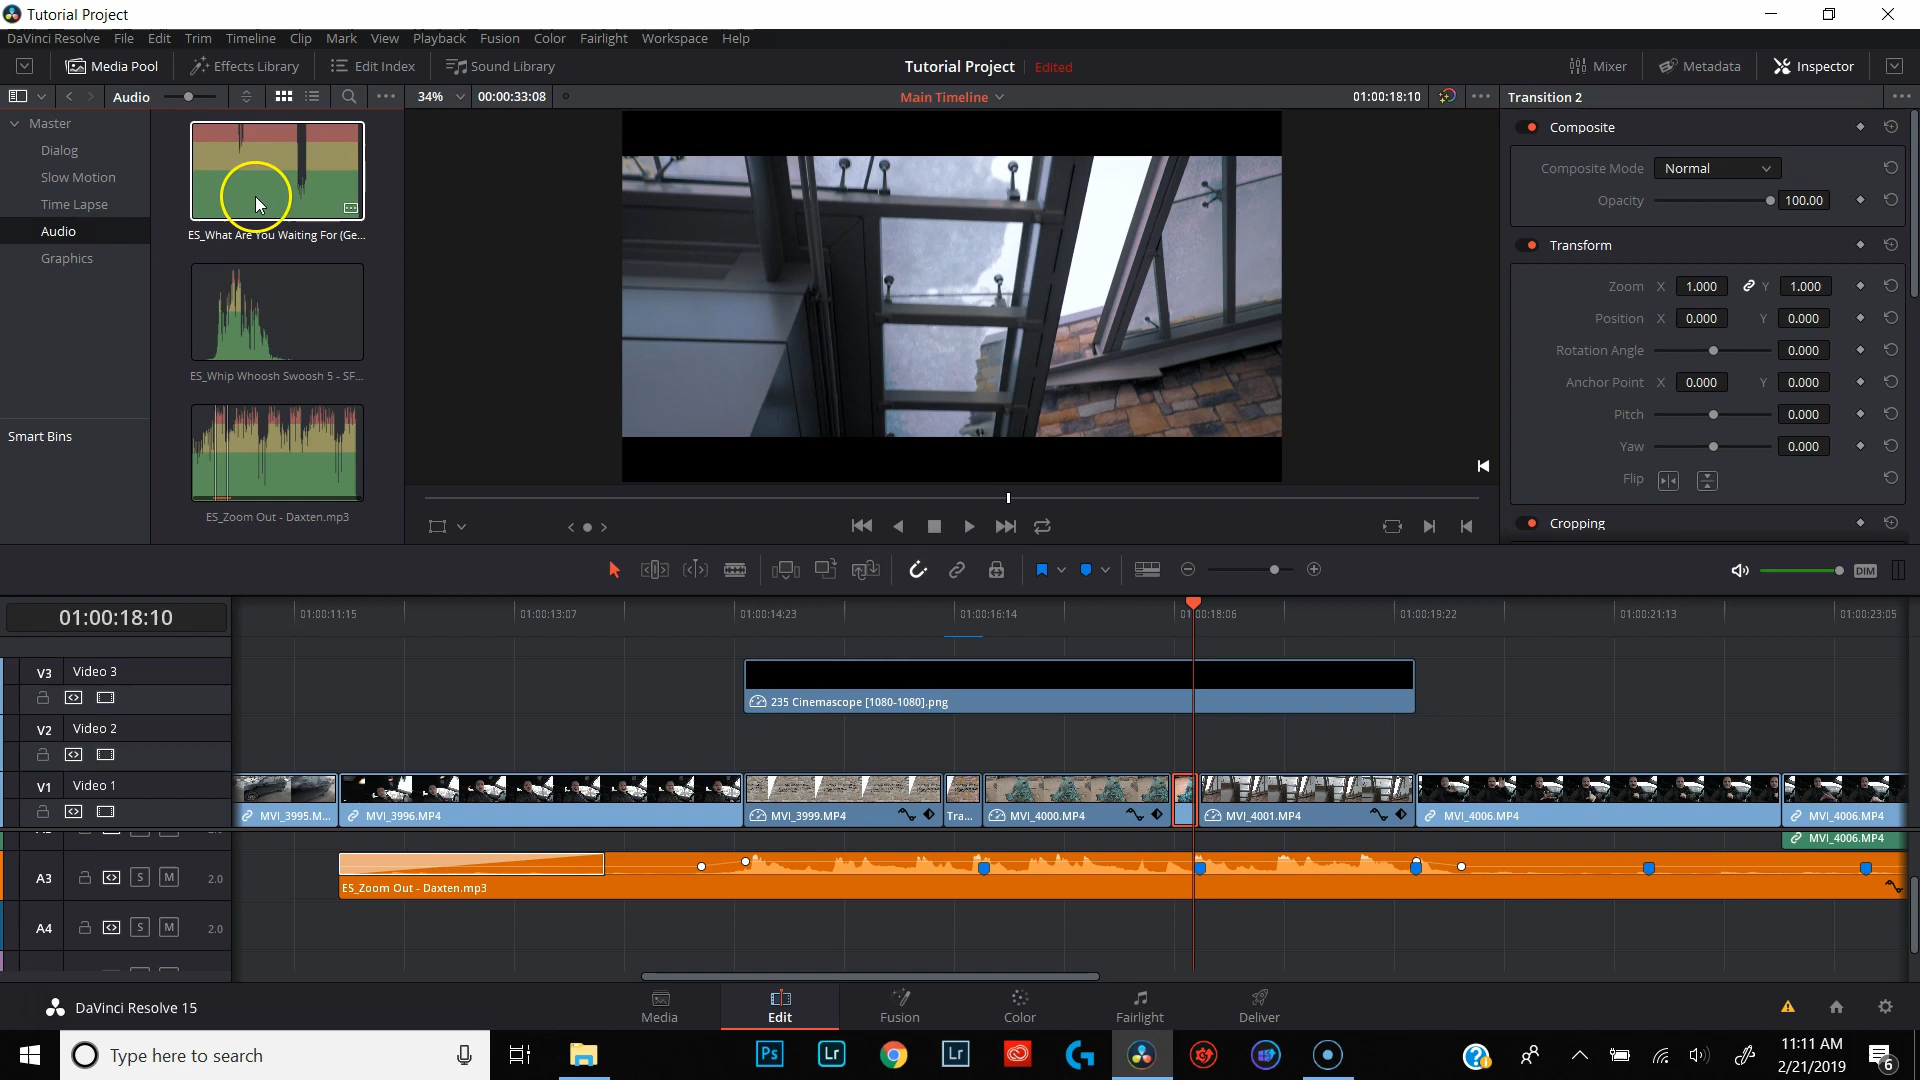 Tutorial Project
DaVinci Resolve File Edit Trim Timeline Clip Mark View Playback Fusion Color Fairlight Workspace Help
Media Pool Effects Library Edit Index Sound Library Tutorial Project Edited Mixer Metadata Inspector
Audio 34% 00:00:33:08 Main Timeline 01:00:18:10 Transition 2
Master
Dialog
Slow Motion
Time Lapse
Audio
Graphics
Smart Bins
ES_What Are You Waiting For (Ge...
ES_Whip Whoosh Swoosh 5 - SF...
ES_Zoom Out - Daxten.mp3
Composite
Composite Mode Normal
Opacity 100.00
Transform
Zoom X 1.000 Y 1.000
Position X 0.000 Y 0.000
Rotation Angle 0.000
Anchor Point X 0.000 Y 0.000
Pitch 0.000
Yaw 0.000
Flip
Cropping
DIM
01:00:18:10
01:00:11:15 01:00:13:07 01:00:14:23 01:00:16:14 01:00:18:06 01:00:19:22 01:00:21:13 01:00:23:05
V3 Video 3
235 Cinemascope [1080-1080].png
V2 Video 2
V1 Video 1
MVI_3995.M... MVI_3996.MP4 MVI_3999.MP4 Tra... MVI_4000.MP4 MVI_4001.MP4 MVI_4006.MP4 MVI_4006.MP4
MVI_4006.MP4
A3 S M 2.0
ES_Zoom Out - Daxten.mp3
A4 S M 2.0
DaVinci Resolve 15
Media Edit Fusion Color Fairlight Deliver
Type here to search
Ps Lr Lr
11:11 AM
2/21/2019
6